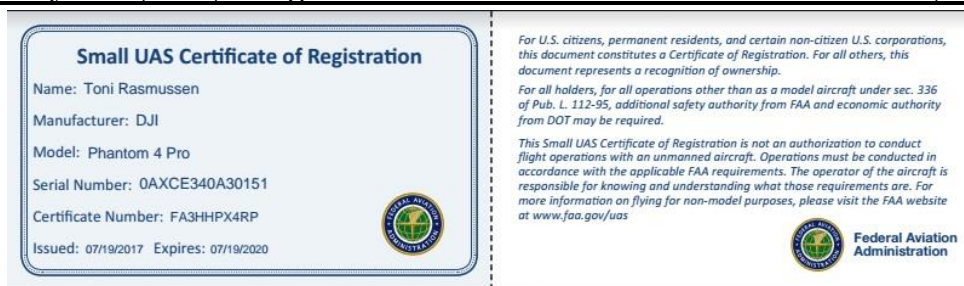 Small UAS Certificate of Registration
Name: Toni Rasmussen
Manufacturer: DJI
Model: Phantom 4 Pro
Serial Number: 0AXCE340A30151
Certificate Number: FA3HHPX4RP
Issued: 07/19/2017 Expires: 07/19/2020
For U.S. citizens, permanent residents, and certain non-citizen U.S. corporations,
this document constitutes a Certificate of Registration. For all others, this
document represents a recognition of ownership.
For all holders, for all operations other than as a model aircraft under sec. 336
of Pub. L. 112-95, additional safety authority from FAA and economic authority
from DOT may be required.
This Small UAS Certificate of Registration is not an authorization to conduct
flight operations with an unmanned aircraft. Operations must be conducted in
accordance with the applicable FAA requirements. The operator of the aircraft is
responsible for knowing and understanding what those requirements are. For
more information on flying for non-model purposes, please visit the FAA website
at www.faa.gov/uas
Federal Aviation
Administration